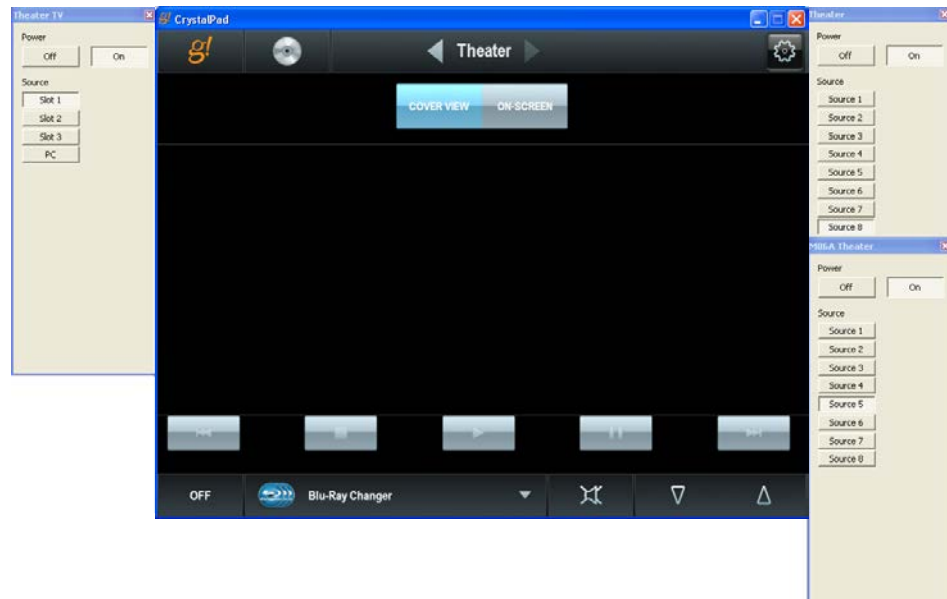 Theater TV
Power
Off On
Source
Slot 1
Slot 2
Slot 3
PC
g! CrystalPad
g! Theater
COVER VIEW ON-SCREEN
OFF Blu-Ray Changer
Theater
Power
Off On
Source
Source 1
Source 2
Source 3
Source 4
Source 5
Source 6
Source 7
Source 8
Theater
Power
Off On
Source
Source 1
Source 2
Source 3
Source 4
Source 5
Source 6
Source 7
Source 8